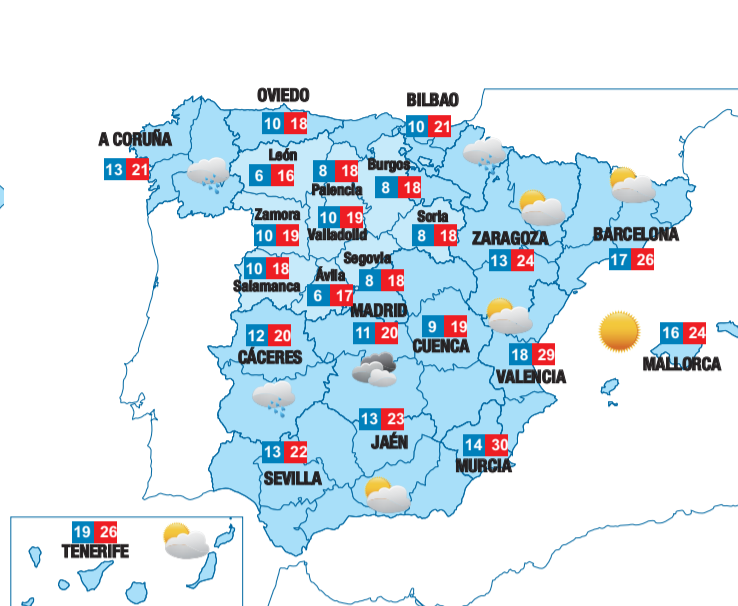 OVIEDO
10 18
BILBAO
10 21
A CORUÑA
13 21
León
6 16
8 18
Palencia
Burgos
8 18
Zamora
10 19
10 19
Valladolid
Soria
8 18
ZARAGOZA
13 24
BARCELONA
17 26
10 18
Salamanca
Ávila
6 17
Segovia
8 18
MADRID
11 20
9 19
CUENCA
12 20
CÁCERES
18 29
VALENCIA
16 24
MALLORCA
13 23
JAÉN
14 30
MURCIA
13 22
SEVILLA
19 26
TENERIFE